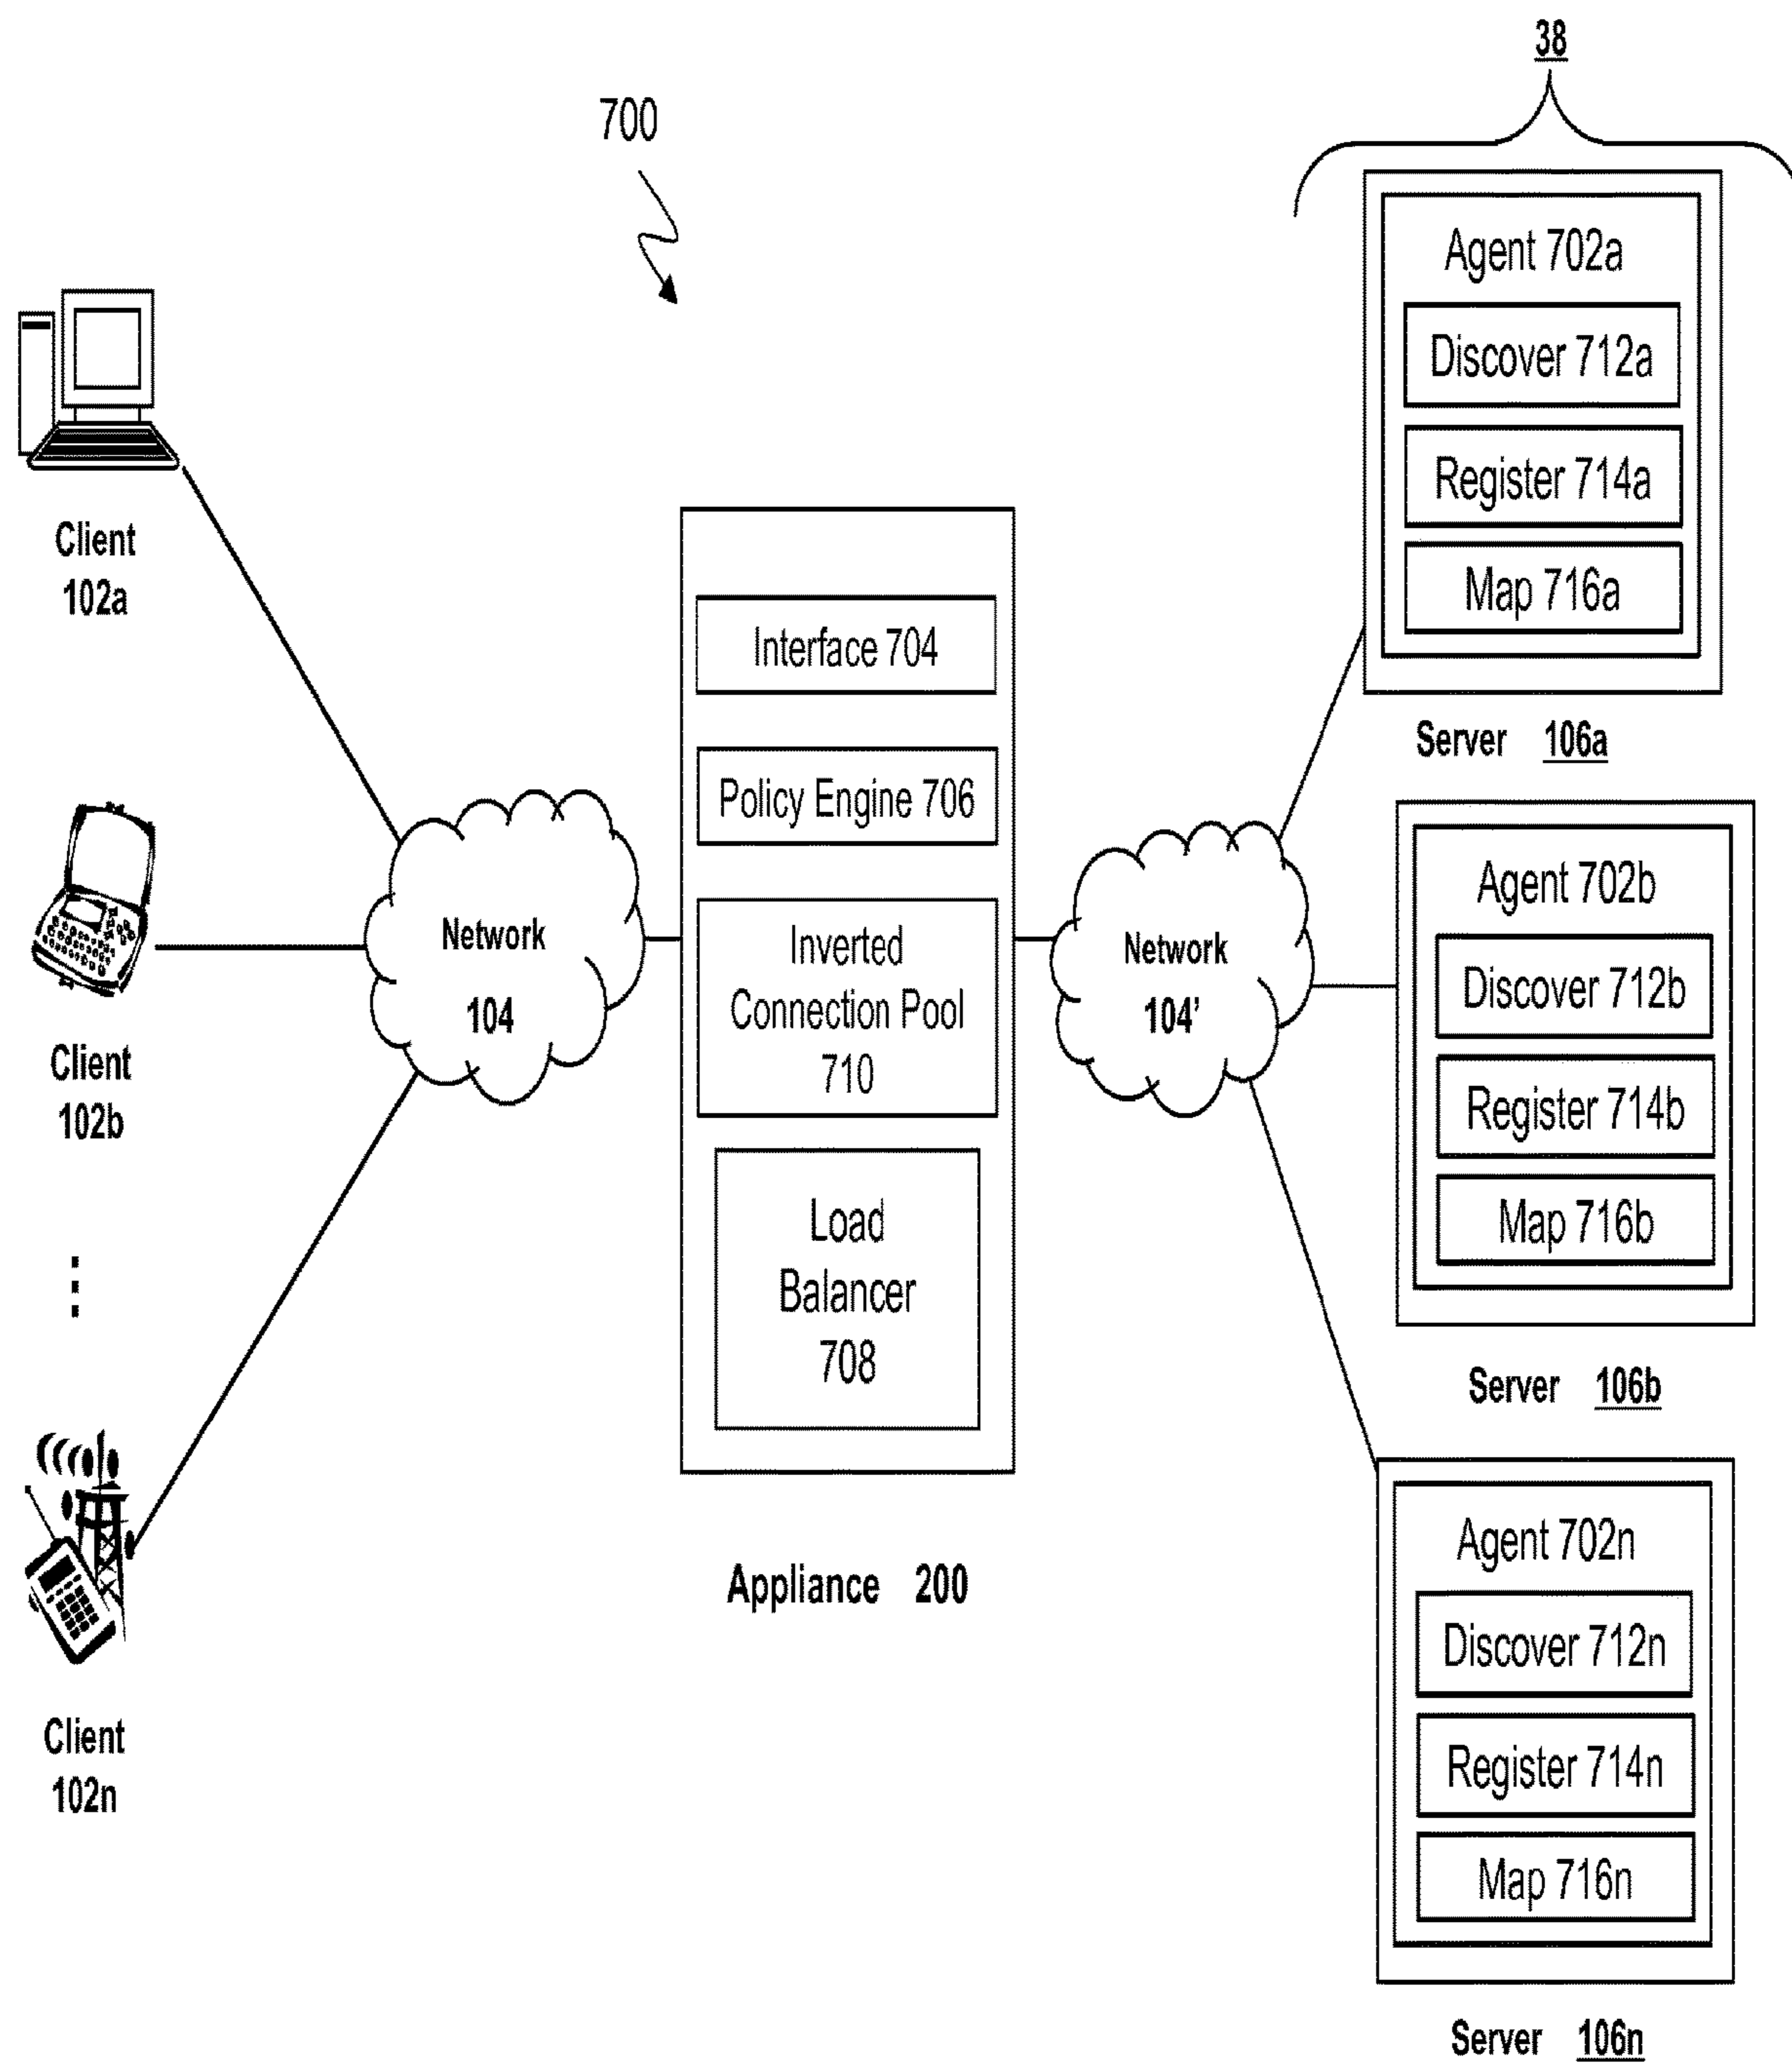 38
700
Client
102a
Client
102b
Client
102n
Network
104
Interface 704
Policy Engine 706
Inverted
Connection Pool
710
Load
Balancer
708
Appliance 200
Network
104'
Agent 702a
Discover 712a
Register 714a
Map 716a
Server 106a
Agent 702b
Discover 712b
Register 714b
Map 716b
Server 106b
Agent 702n
Discover 712n
Register 714n
Map 716n
Server 106n